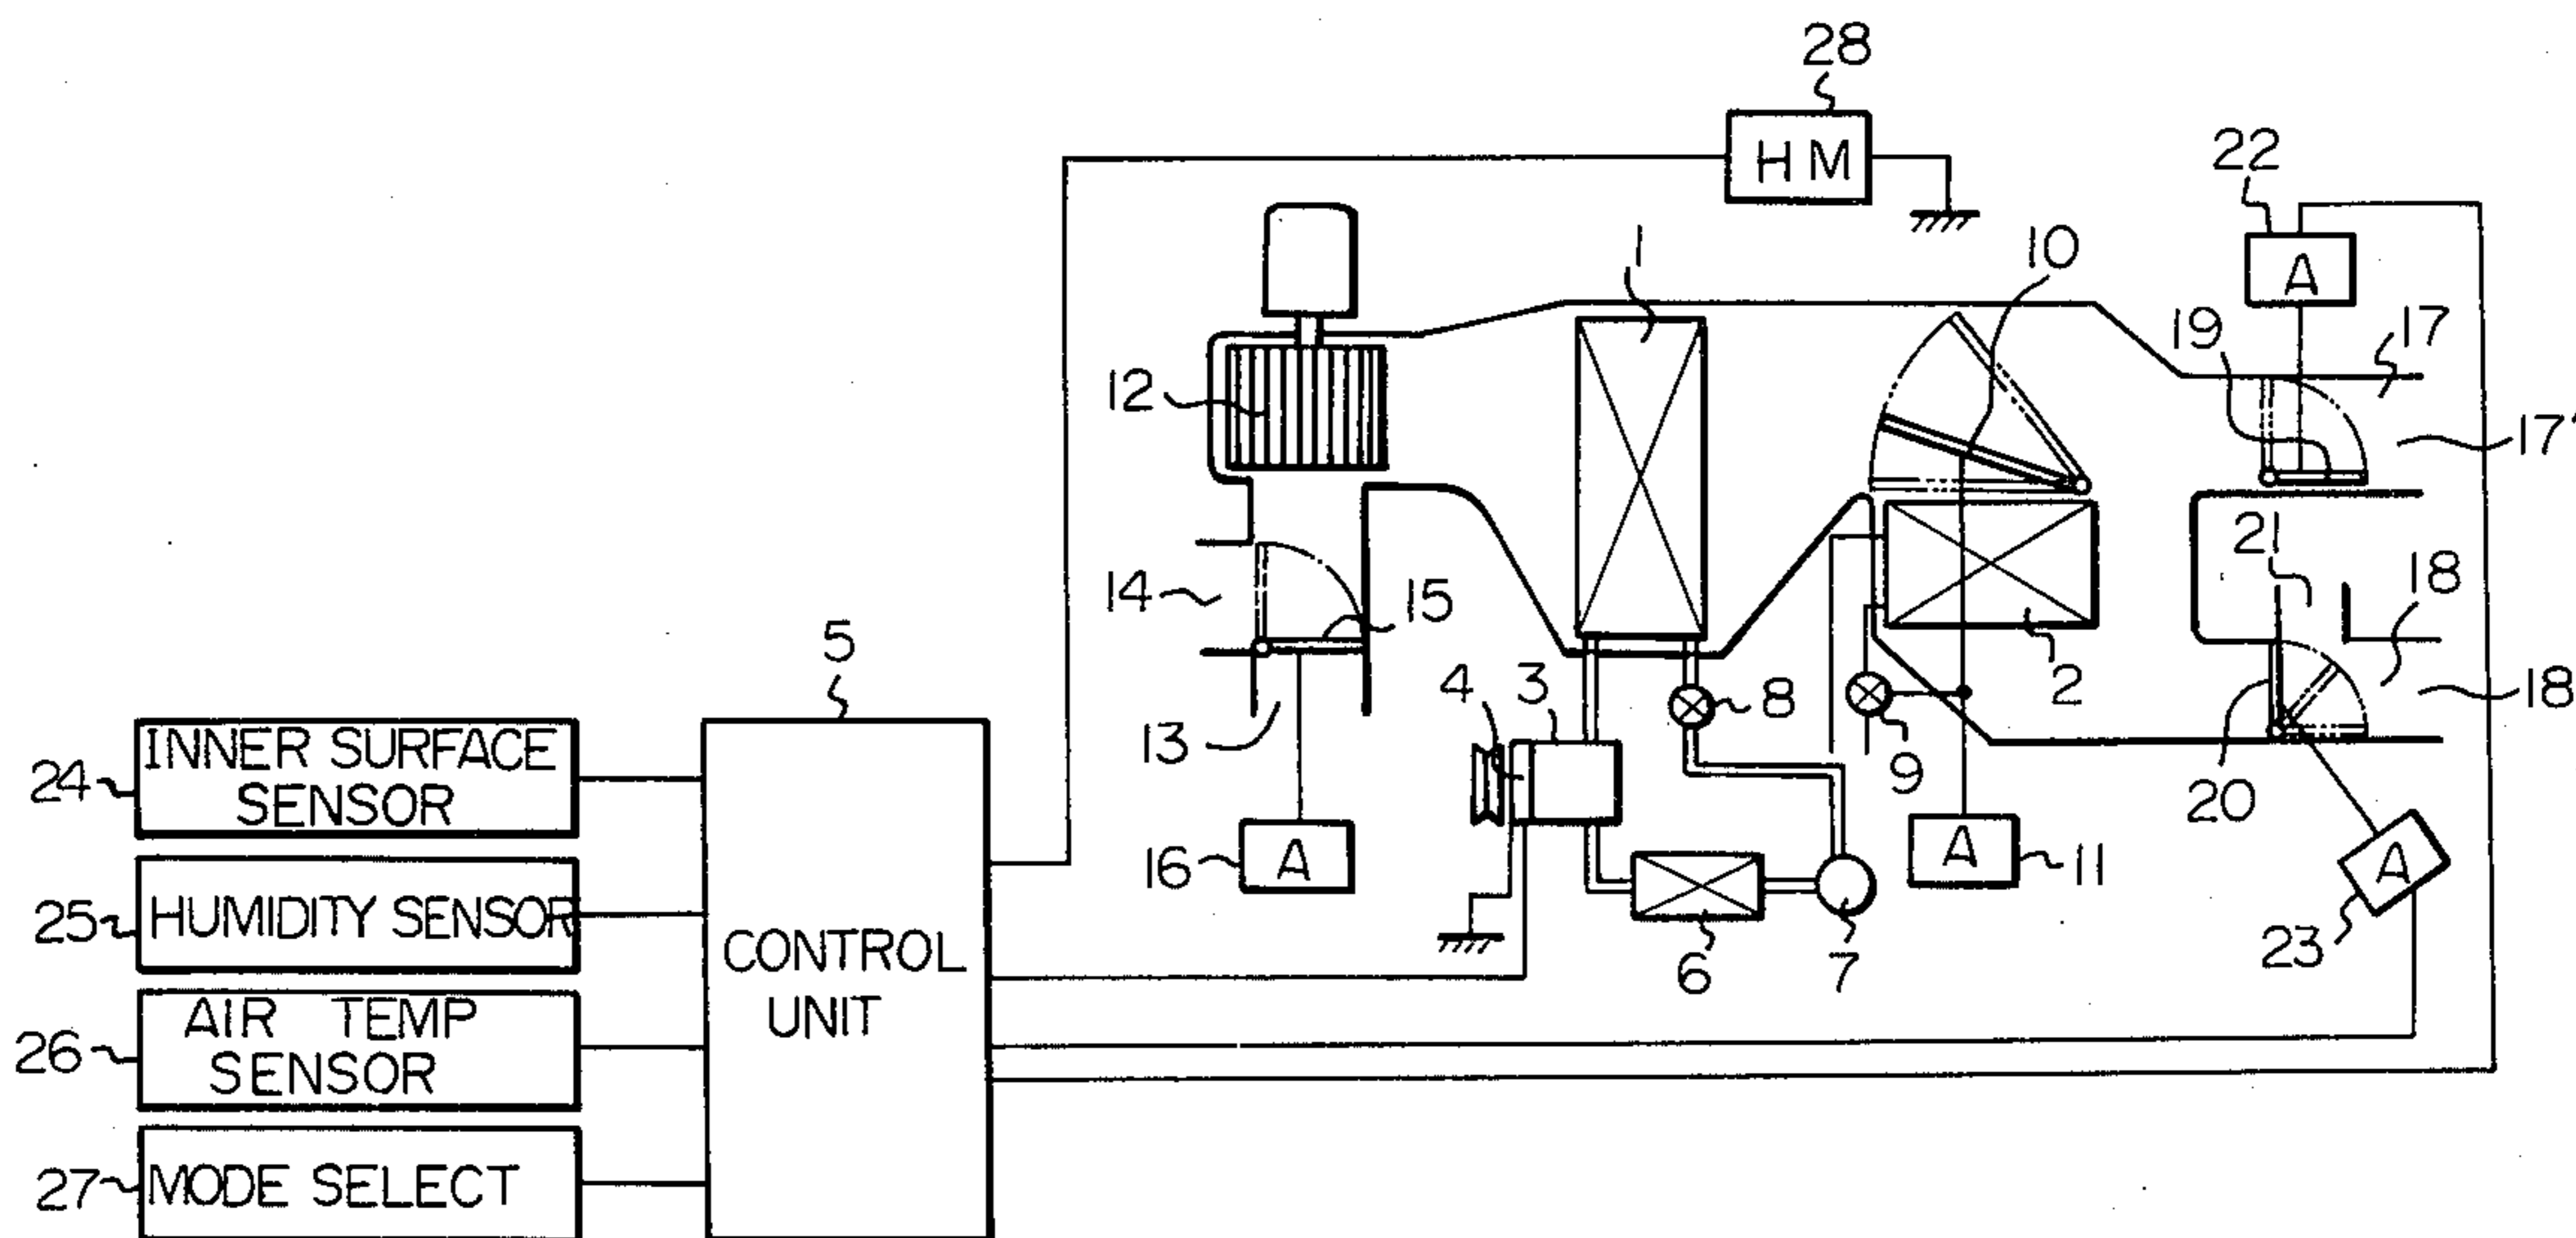 28
HM
22
A
1
10
19
17
17'
12
21
14
15
18
18
5
4
3
8
2
13
9
20
INNER SURFACE
SENSOR
24
16
A
A
11
A
HUMIDITY SENSOR
25
CONTROL
UNIT
6
7
23
AIR TEMP
SENSOR
26
MODE SELECT
27